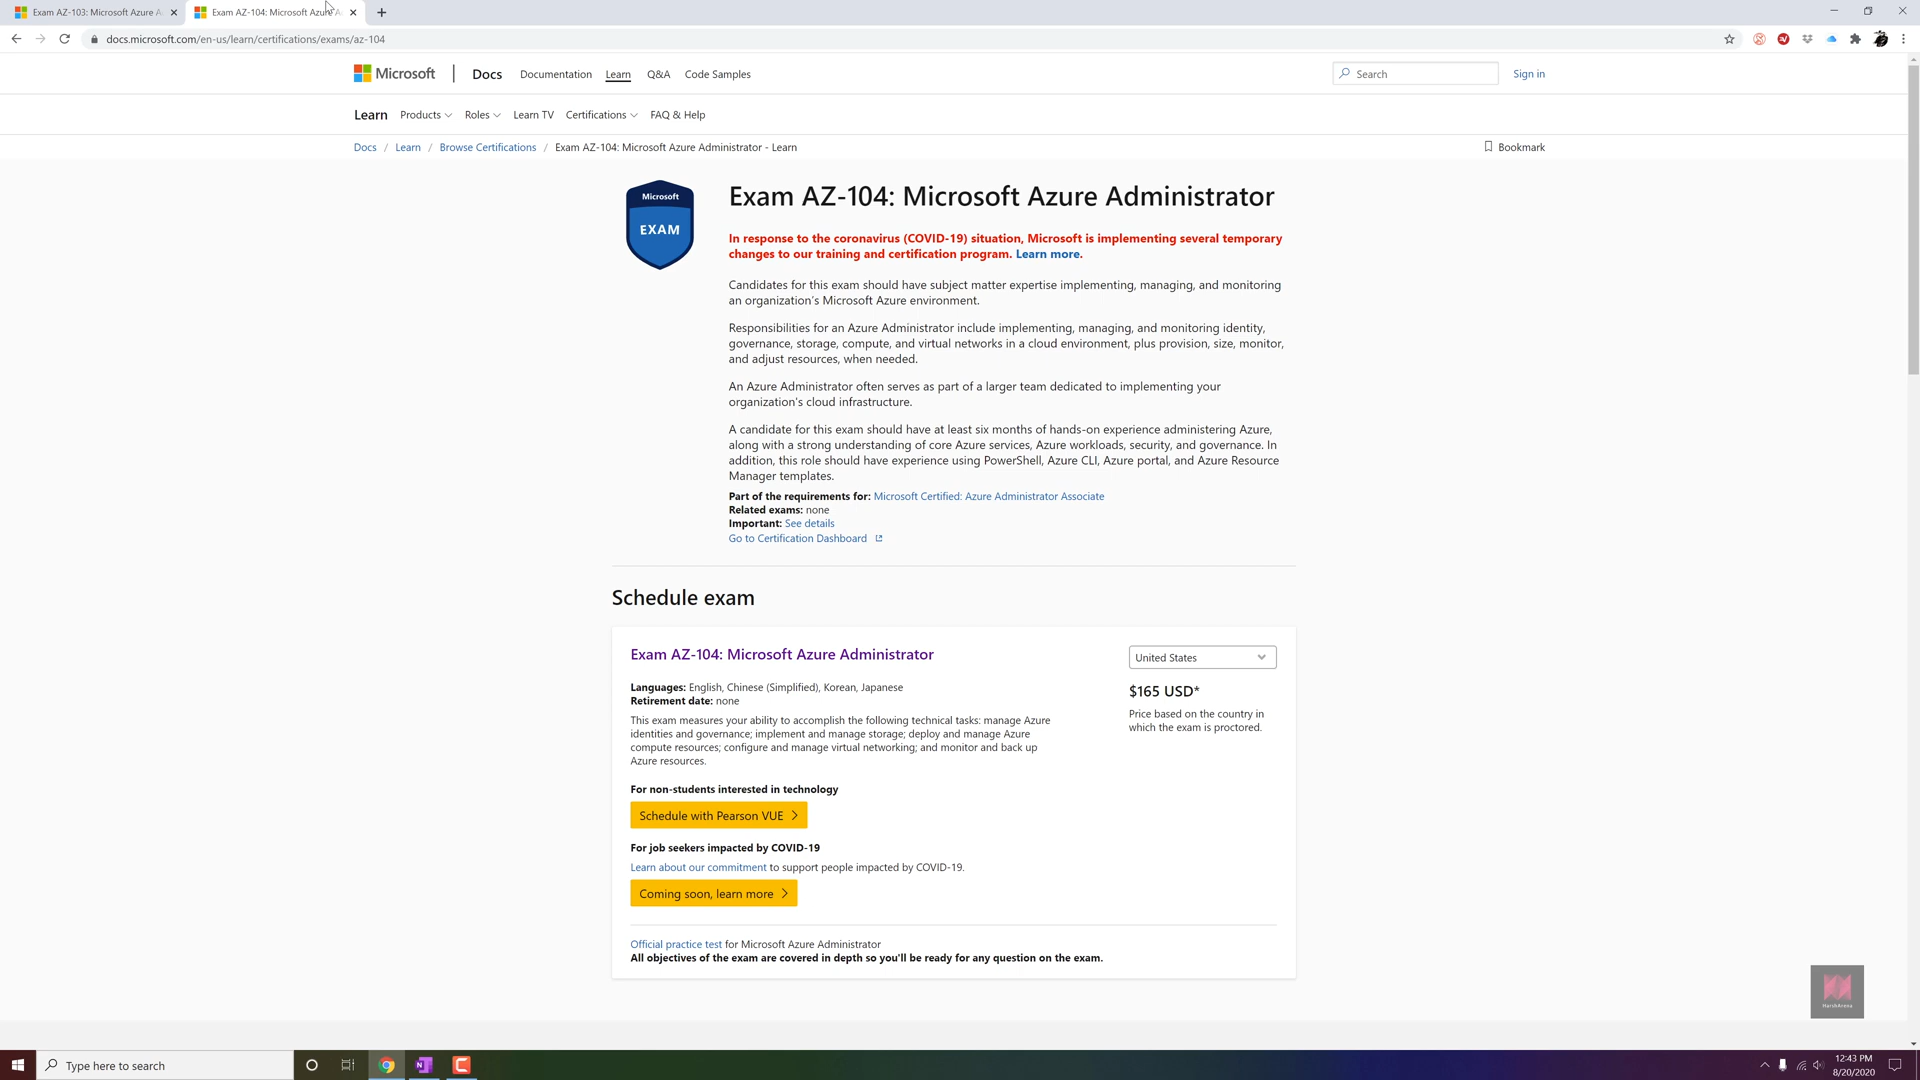 Exam AZ-103: Microsoft Azure A
Exam AZ-104: Microsoft Azure A
docs.microsoft.com/en-us/learn/certifications/exams/az-104
Microsoft
Docs
Documentation
Learn
Q&A
Code Samples
Search
Sign in
Learn
Products
Roles
Learn TV
Certifications
FAQ & Help
Docs / Learn / Browse Certifications / Exam AZ-104: Microsoft Azure Administrator - Learn
Bookmark
Microsoft
EXAM
Exam AZ-104: Microsoft Azure Administrator
In response to the coronavirus (COVID-19) situation, Microsoft is implementing several temporary
changes to our training and certification program. Learn more.
Candidates for this exam should have subject matter expertise implementing, managing, and monitoring
an organization's Microsoft Azure environment.
Responsibilities for an Azure Administrator include implementing, managing, and monitoring identity,
governance, storage, compute, and virtual networks in a cloud environment, plus provision, size, monitor,
and adjust resources, when needed.
An Azure Administrator often serves as part of a larger team dedicated to implementing your
organization's cloud infrastructure.
A candidate for this exam should have at least six months of hands-on experience administering Azure,
along with a strong understanding of core Azure services, Azure workloads, security, and governance. In
addition, this role should have experience using PowerShell, Azure CLI, Azure portal, and Azure Resource
Manager templates.
Part of the requirements for: Microsoft Certified: Azure Administrator Associate
Related exams: none
Important: See details
Go to Certification Dashboard
Schedule exam
Exam AZ-104: Microsoft Azure Administrator
United States
Languages: English, Chinese (Simplified), Korean, Japanese
Retirement date: none
$165 USD*
Price based on the country in
which the exam is proctored.
This exam measures your ability to accomplish the following technical tasks: manage Azure
identities and governance; implement and manage storage; deploy and manage Azure
compute resources; configure and manage virtual networking; and monitor and back up
Azure resources.
For non-students interested in technology
Schedule with Pearson VUE
For job seekers impacted by COVID-19
Learn about our commitment to support people impacted by COVID-19.
Coming soon, learn more
Official practice test for Microsoft Azure Administrator
All objectives of the exam are covered in depth so you'll be ready for any question on the exam.
HarshArena
Type here to search
12:43 PM
8/20/2020